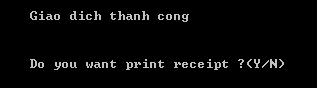 Giao dich thanh cong
Do you want print receipt ?(Y/N)